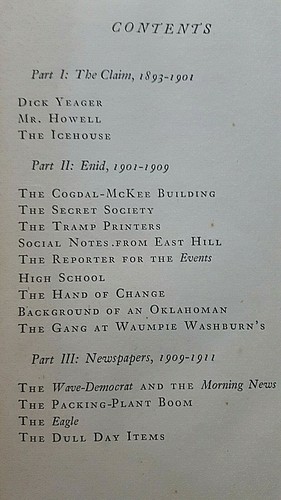 CONTENTS
Part I: The Claim, 1893-1901
DICK YEAGER
MR. HOWELL
THE ICEHOUSE
Part II: Enid, 1901-1909
THE COGDAL-MCKEE BUILDING
THE SECRET SOCIETY
THE TRAMP PRINTERS
SOCIAL NOTES FROM EAST HILL
THE REPORTER FOR THE Events
HIGH SCHOOL
THE HAND OF CHANGE
BACKGROUND OF AN OKLAHOMAN
THE GANG AT WAUMPIE WASHBURN'S
Part III: Newspapers, 1909-1911
THE Wave-Democrat AND THE Morning News
THE PACKING-PLANT BOOM
THE Eagle
THE DULL DAY ITEMS